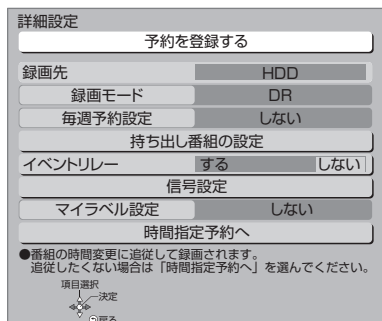 詳細設定
予約を登録する
録画先 HDD
録画モード DR
毎週予約設定 しない
持ち出し番組の設定
イベントリレー する しない
信号設定
マイラベル設定 しない
時間指定予約へ
●番組の時間変更に追従して録画されます。
追従したくない場合は「時間指定予約へ」を選んでください。
項目選択
決定
戻る